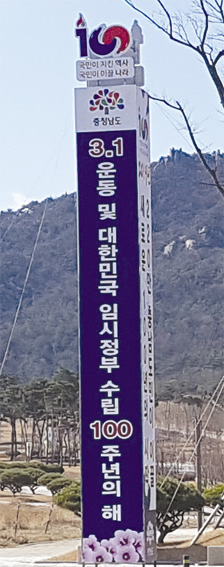 100
국민이 지킨 역사
국민이 이끌 나라
충청남도
3.1 운동 및 대한민국 임시정부 수립 100 주년의 해